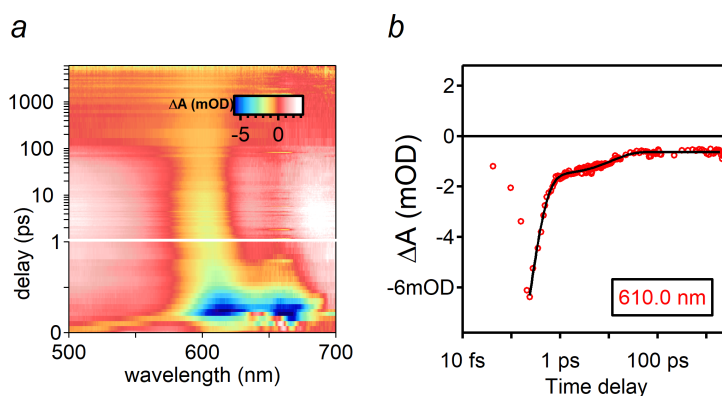 a
ΔA (mOD)
-5 0
1000
100
10
1
0
delay (ps)
500 600 700
wavelength (nm)
b
2
0
-2
-4
-6mOD
ΔA (mOD)
610.0 nm
10 fs 1 ps 100 ps
Time delay